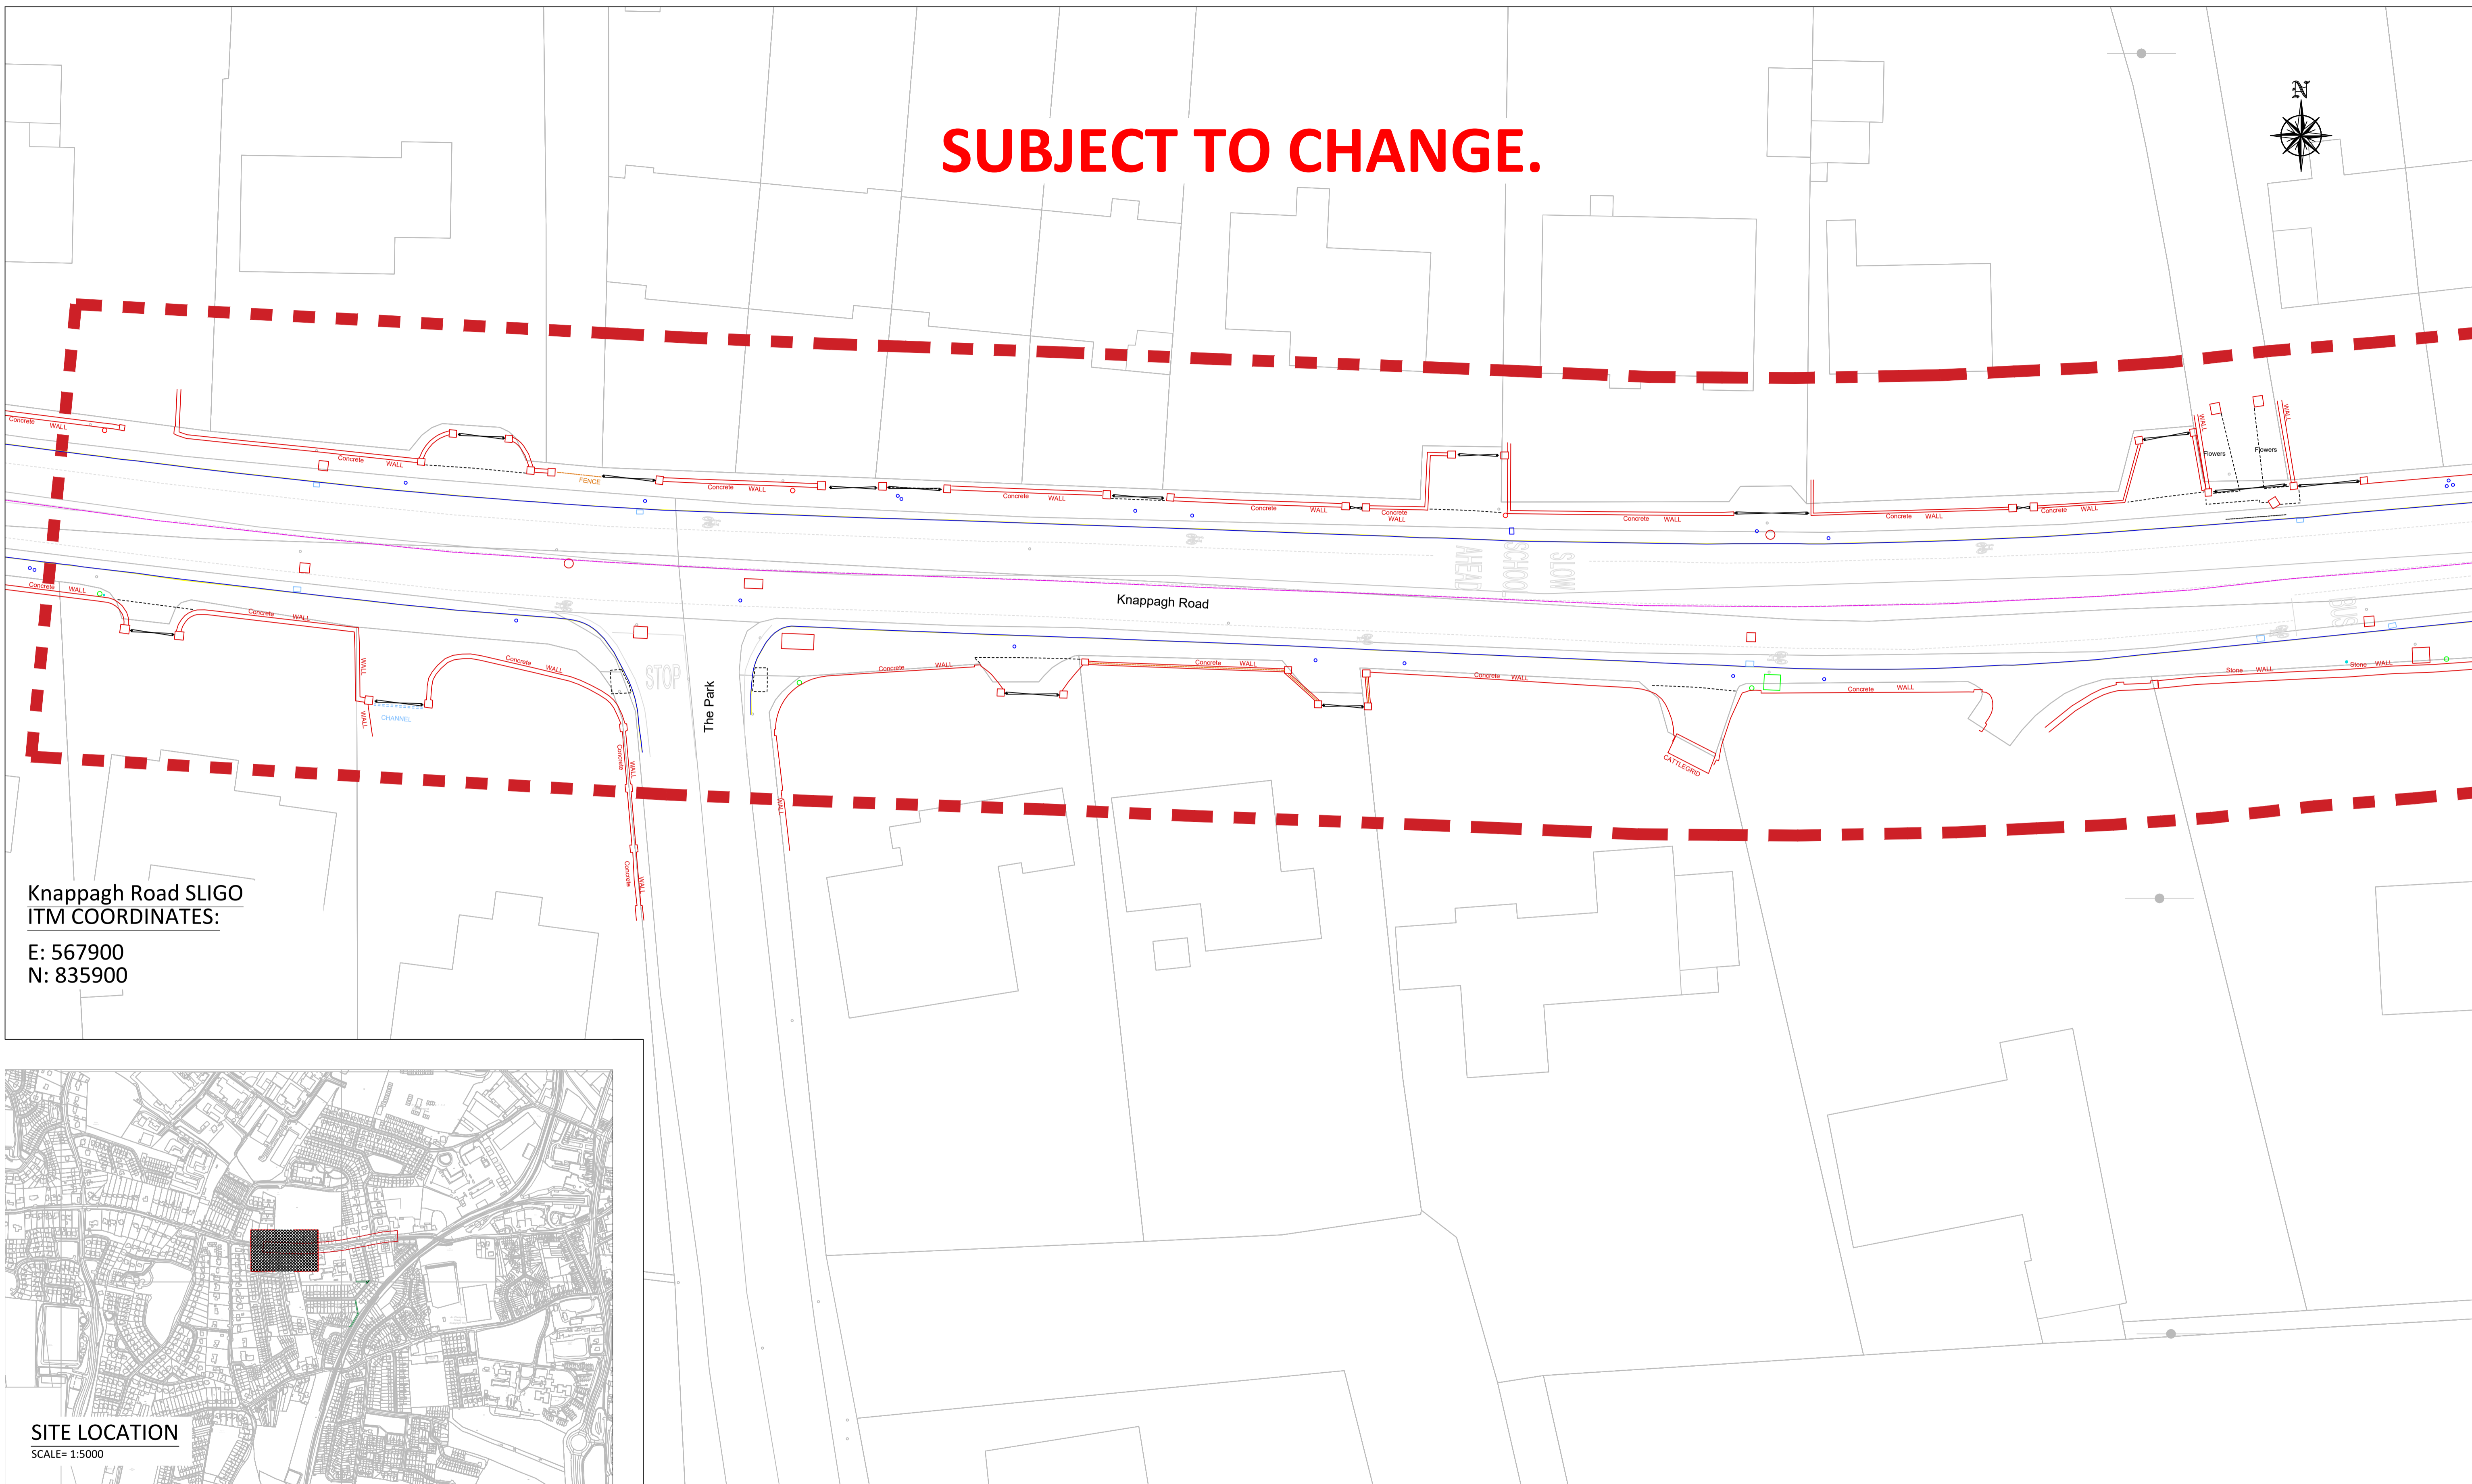 N
SUBJECT TO CHANGE.
Concrete WALL
Concrete WALL
FENCE
Concrete WALL
Concrete WALL
Concrete WALL
Concrete
WALL
Concrete WALL
Concrete WALL
Concrete WALL
WALL
Flowers
Flowers
WALL
SLOW
SCHOOL
AHEAD
BUS
Knappagh Road
Concrete WALL
Concrete WALL
WALL
WALL
CHANNEL
Concrete WALL
STOP
The Park
Concrete WALL
Concrete WALL
WALL
Concrete WALL
Concrete WALL
Concrete WALL
CATTLEGRID
Concrete WALL
Stone WALL
Stone WALL
Knappagh Road SLIGO
ITM COORDINATES:
E: 567900
N: 835900
SITE LOCATION
SCALE= 1:5000